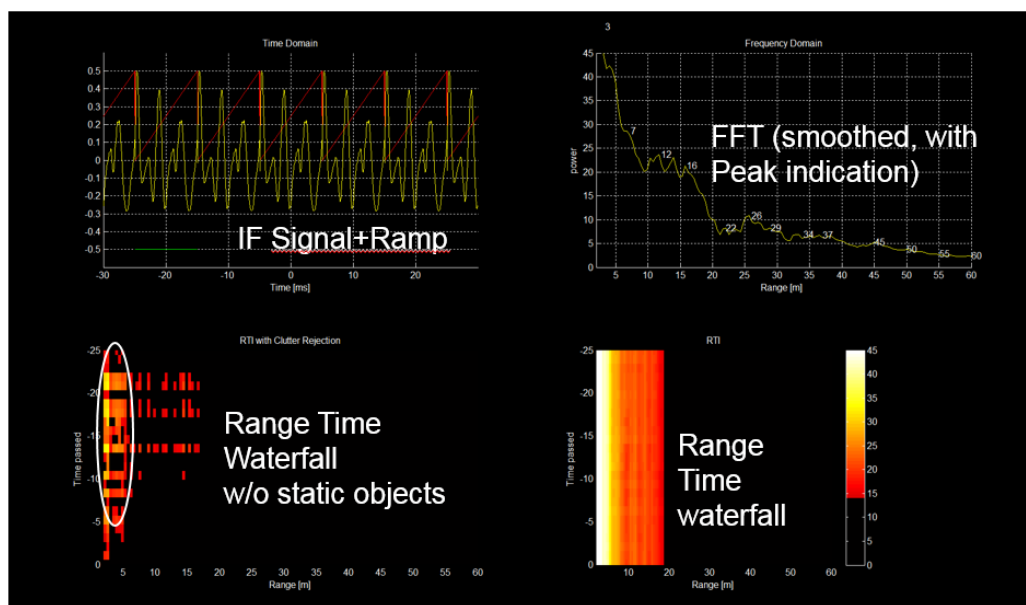 Time Domain
0.5
0.4
0.3
0.2
0.1
0
-0.1
-0.2
-0.3
-0.4
-0.5
IF Signal+Ramp
-30 -20 -10 0 10 20
Time [ms]
3
Frequency Domain
45
40
35
30
25
20
15
10
5
0
power
7
12
16
22
26
29
34
37
45
50
55
60
FFT (smoothed, with
Peak indication)
5 10 15 20 25 30 35 40 45 50 55 60
Range [m]
RTI with Clutter Rejection
-25
-20
-15
-10
-5
0
Time passed
Range Time
Waterfall
w/o static objects
5 10 15 20 25 30 35 40 45 50 55 60
Range [m]
RTI
-25
-20
-15
-10
-5
0
Time passed
Range
Time
waterfall
10 20 30 40 50 60
Range [m]
45
40
35
30
25
20
15
10
5
0